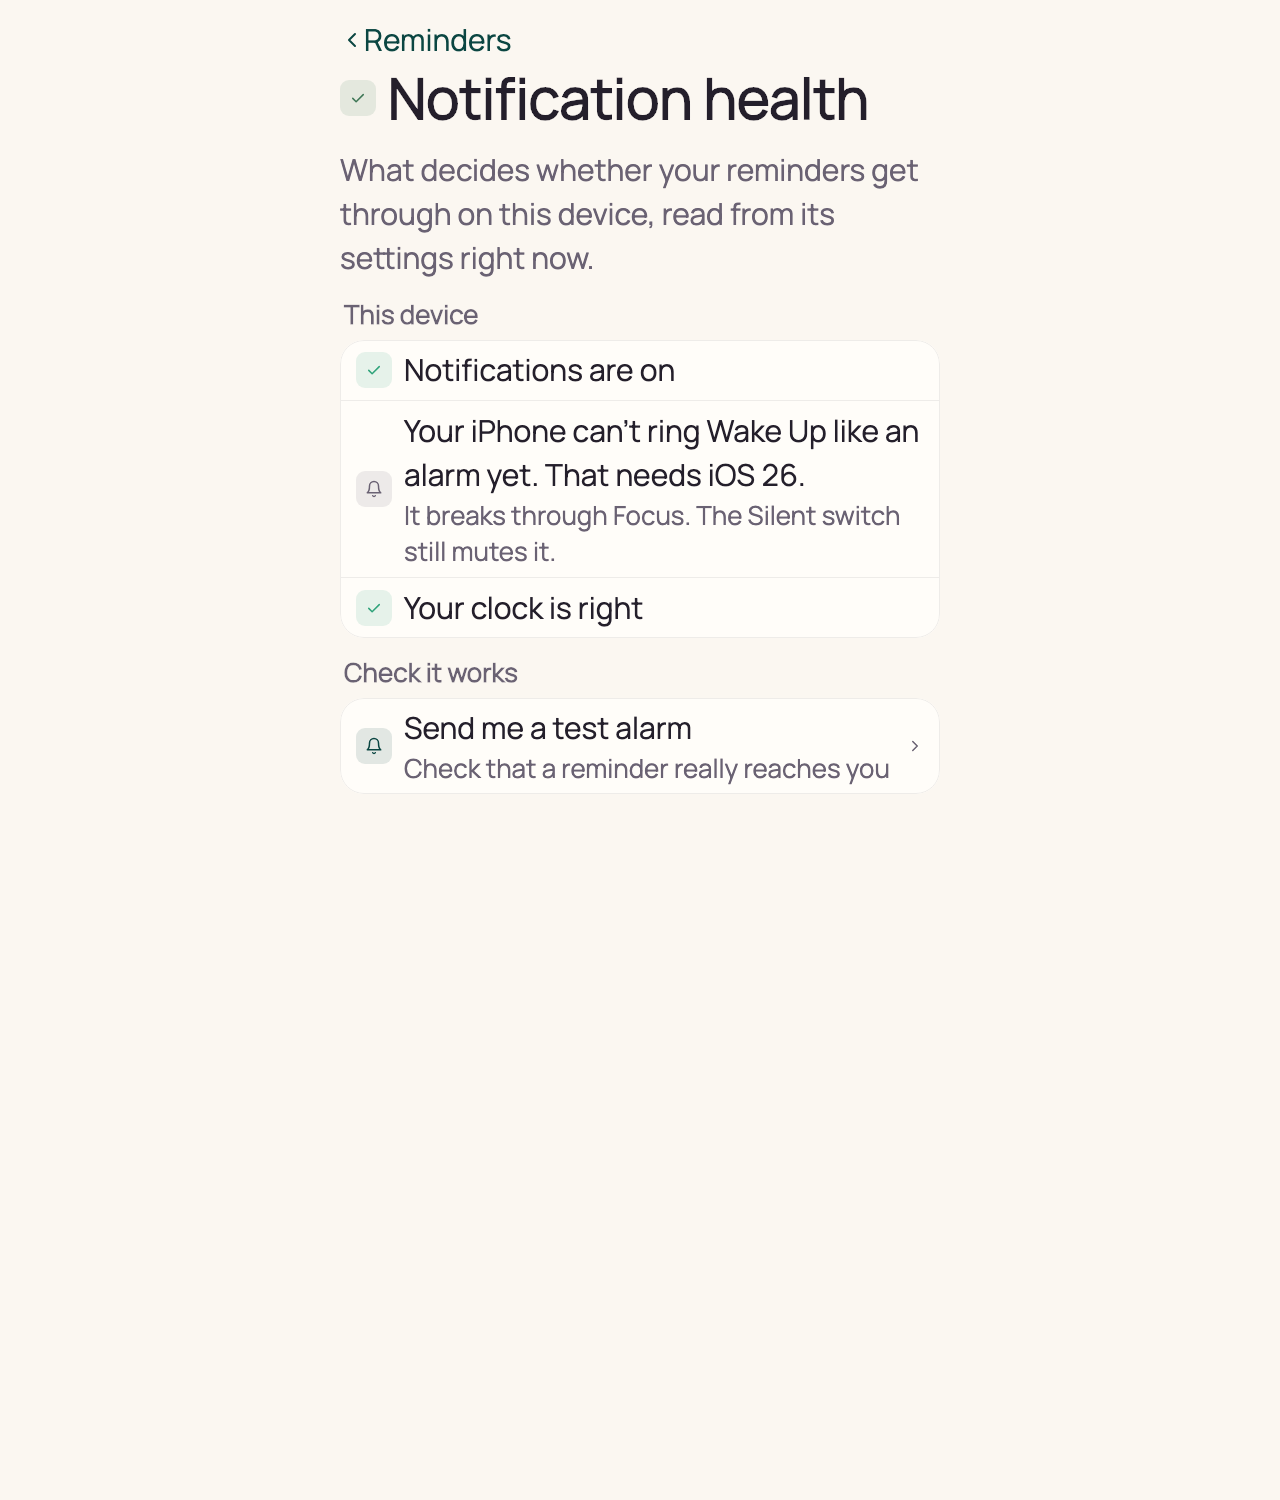 Reminders
Notification health
What decides whether your reminders get
through on this device, read from its
settings right now.
This device
Notifications are on
Your iPhone can’t ring Wake Up like an
alarm yet. That needs iOS 26.
It breaks through Focus. The Silent switch
still mutes it.
Your clock is right
Check it works
Send me a test alarm
Check that a reminder really reaches you